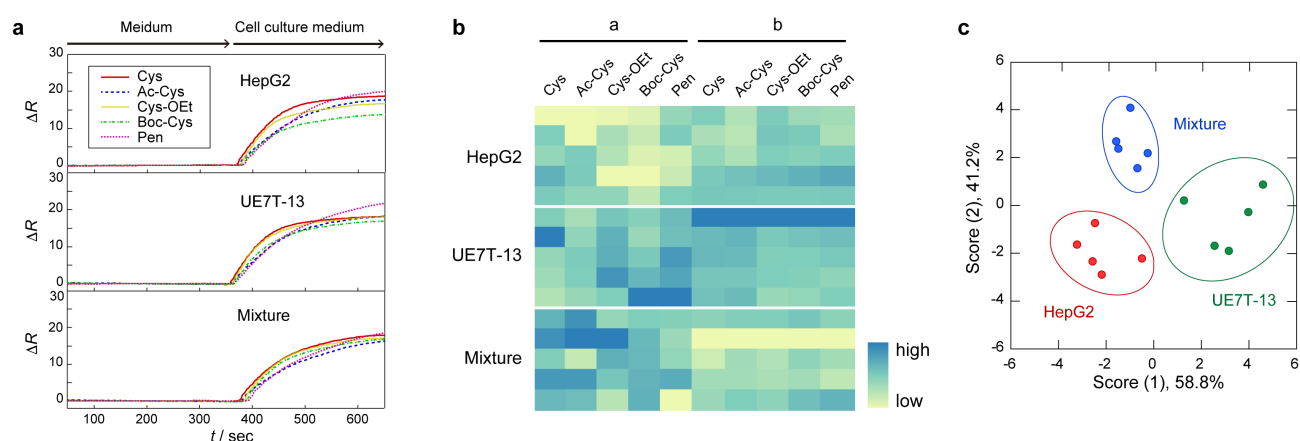 a
Meidum
Cell culture medium
30
20
10
0
ΔR
HepG2
Cys
Ac-Cys
Cys-OEt
Boc-Cys
Pen
30
20
10
0
ΔR
UE7T-13
30
20
10
0
ΔR
Mixture
100 200 300 400 500 600
t / sec
b
a b
Cys Ac-Cys Cys-OEt Boc-Cys Pen Cys Ac-Cys Cys-OEt Boc-Cys Pen
HepG2
UE7T-13
Mixture
high
low
c
6
4
2
0
-2
-4
-6
Score (2), 41.2%
Mixture
HepG2
UE7T-13
-6 -4 -2 0 2 4 6
Score (1), 58.8%